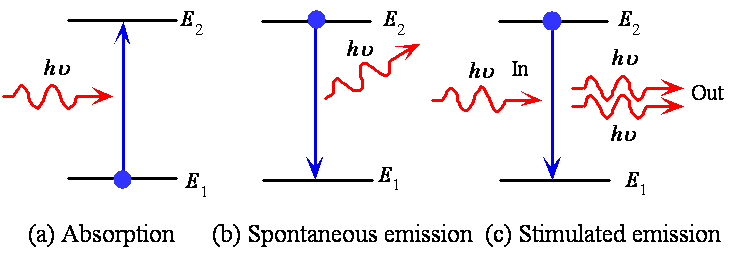 E2
E2
E2
hυ
hυ
hυ
In
hυ
Out
hυ
E1
E1
E1
(a) Absorption
(b) Spontaneous emission
(c) Stimulated emission